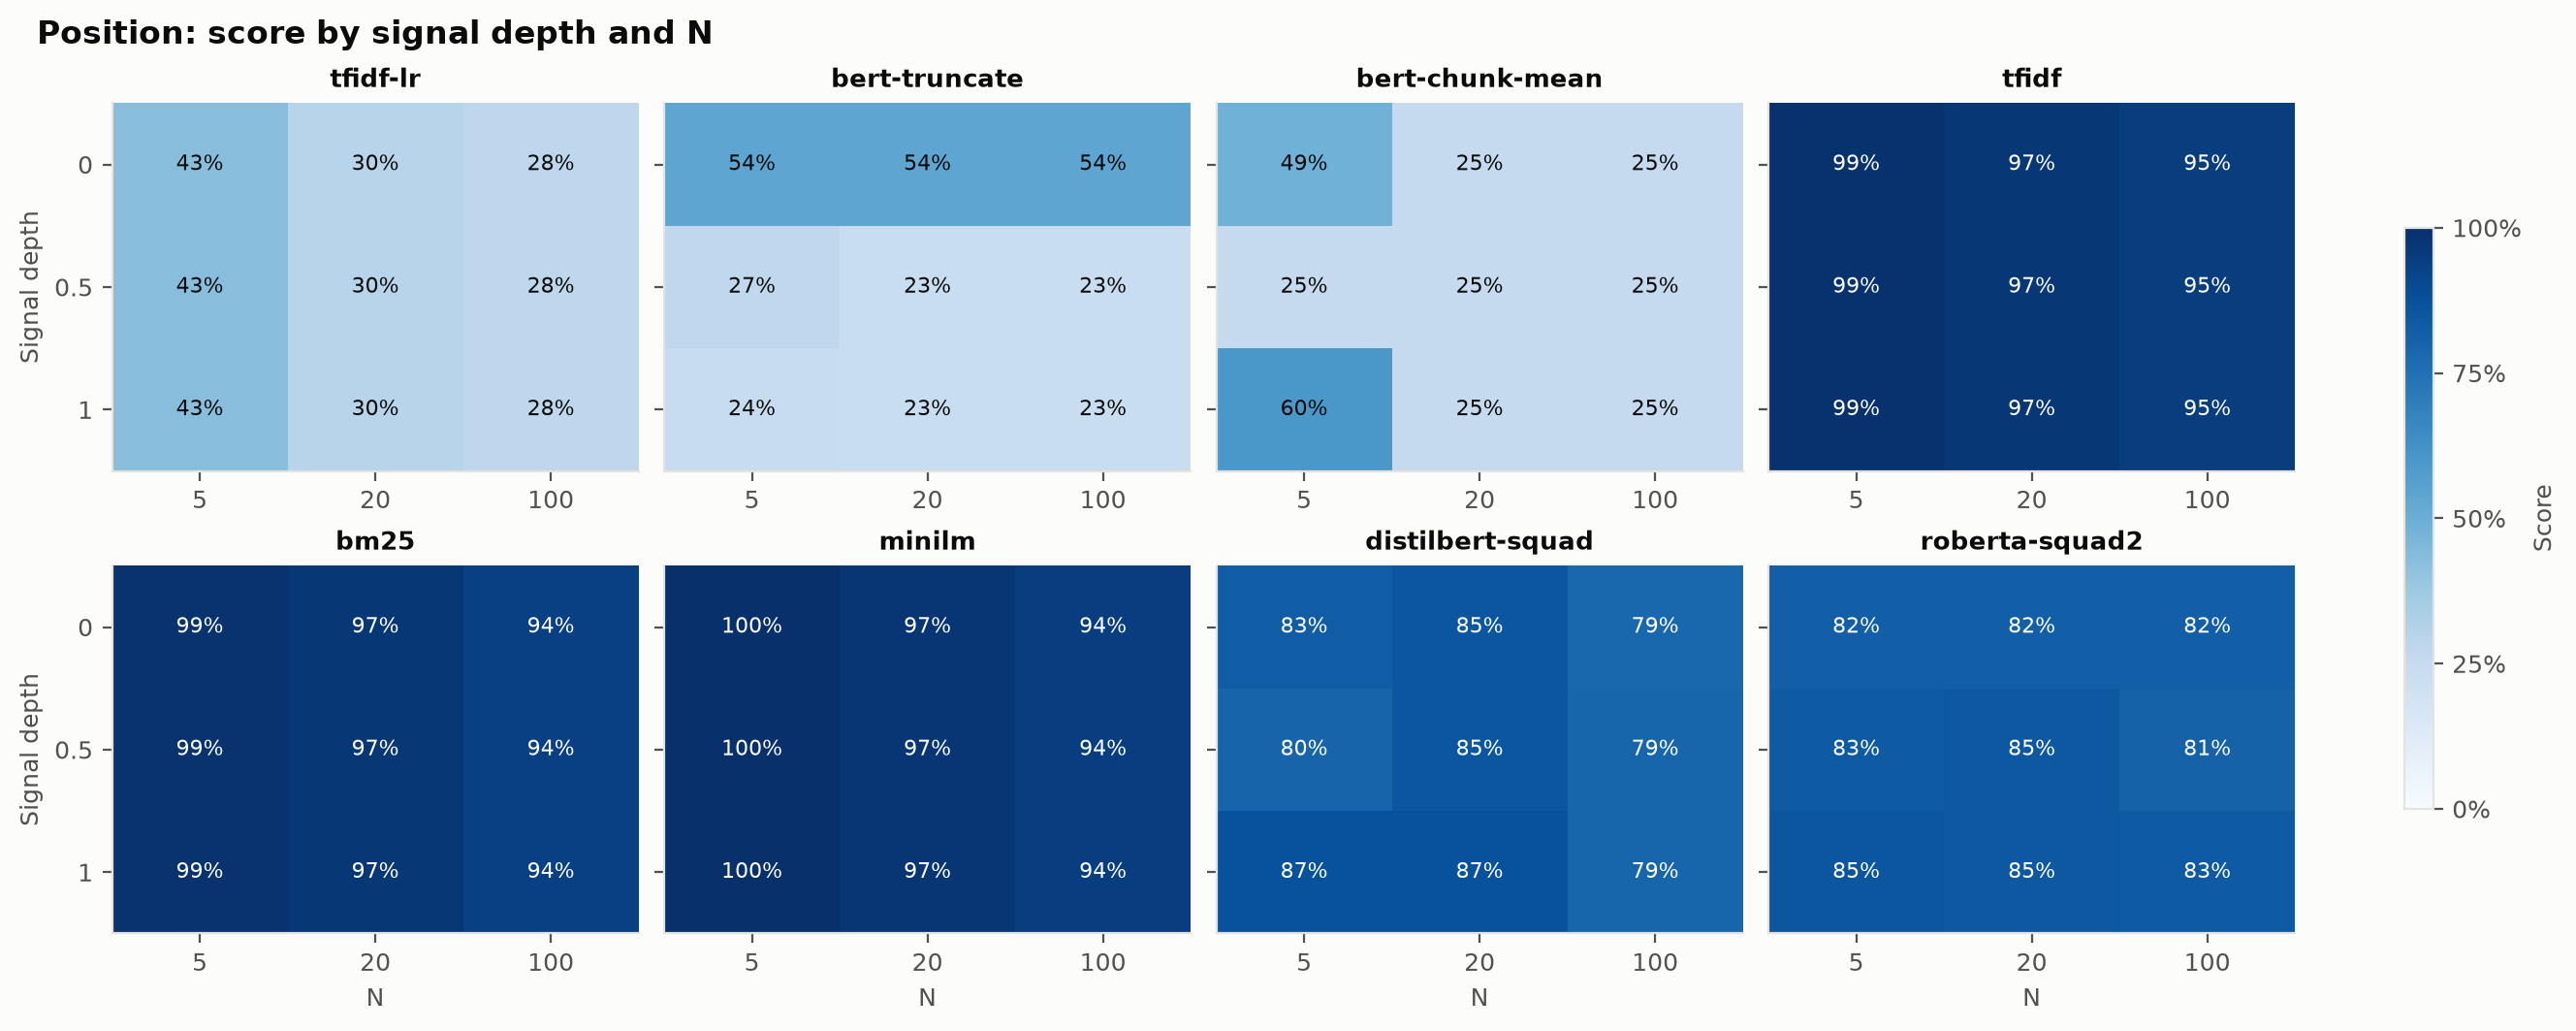 Position: score by signal depth and N
tfidf-lr bert-truncate bert-chunk-mean tfidf
0 43% 30% 28% 54% 54% 54% 49% 25% 25% 99% 97% 95%
Signal depth
0.5 43% 30% 28% 27% 23% 23% 25% 25% 25% 99% 97% 95%
1 43% 30% 28% 24% 23% 23% 60% 25% 25% 99% 97% 95%
5 20 100 5 20 100 5 20 100 5 20 100
bm25 minilm distilbert-squad roberta-squad2
0 99% 97% 94% 100% 97% 94% 83% 85% 79% 82% 82% 82%
Signal depth
0.5 99% 97% 94% 100% 97% 94% 80% 85% 79% 83% 85% 81%
1 99% 97% 94% 100% 97% 94% 87% 87% 79% 85% 85% 83%
5 20 100 5 20 100 5 20 100 5 20 100
N N N N
100%
75%
50%
25%
0%
Score